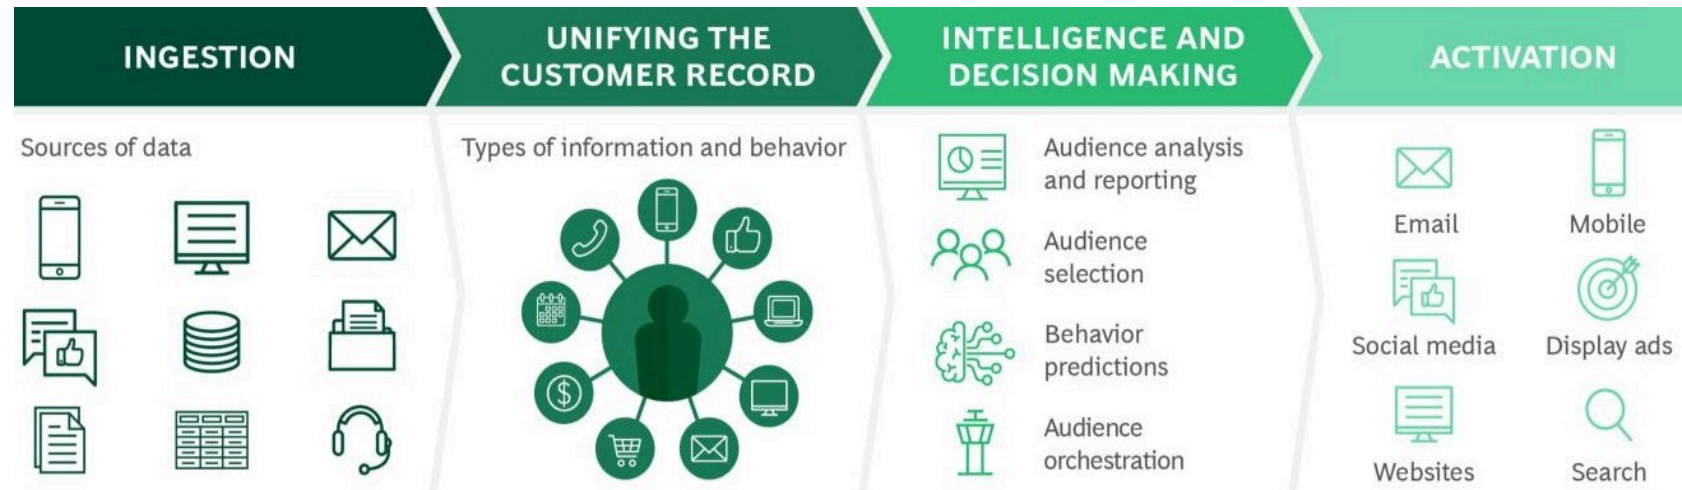 INGESTION
UNIFYING THE
CUSTOMER RECORD
INTELLIGENCE AND
DECISION MAKING
ACTIVATION
Sources of data
Types of information and behavior
Audience analysis
and reporting
Audience
selection
Behavior
predictions
Audience
orchestration
Email
Mobile
Social media
Display ads
Websites
Search